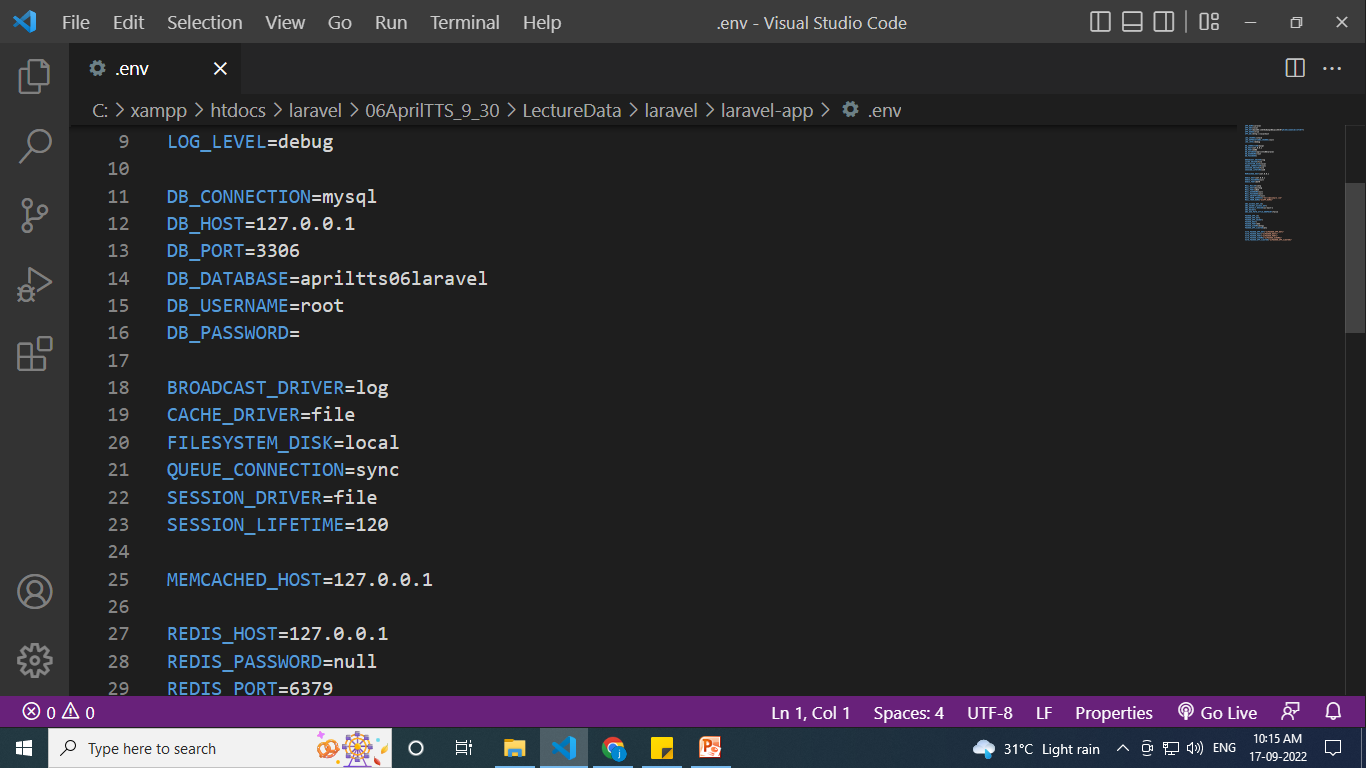 File Edit Selection View Go Run Terminal Help .env - Visual Studio Code
.env
C: > xampp > htdocs > laravel > 06AprilTTS_9_30 > LectureData > laravel > laravel-app > .env
9 LOG_LEVEL=debug
10
11 DB_CONNECTION=mysql
12 DB_HOST=127.0.0.1
13 DB_PORT=3306
14 DB_DATABASE=apriltts06laravel
15 DB_USERNAME=root
16 DB_PASSWORD=
17
18 BROADCAST_DRIVER=log
19 CACHE_DRIVER=file
20 FILESYSTEM_DISK=local
21 QUEUE_CONNECTION=sync
22 SESSION_DRIVER=file
23 SESSION_LIFETIME=120
24
25 MEMCACHED_HOST=127.0.0.1
26
27 REDIS_HOST=127.0.0.1
28 REDIS_PASSWORD=null
29 REDIS_PORT=6379
0 0 Ln 1, Col 1 Spaces: 4 UTF-8 LF Properties Go Live
Type here to search 31°C Light rain ENG 10:15 AM
17-09-2022